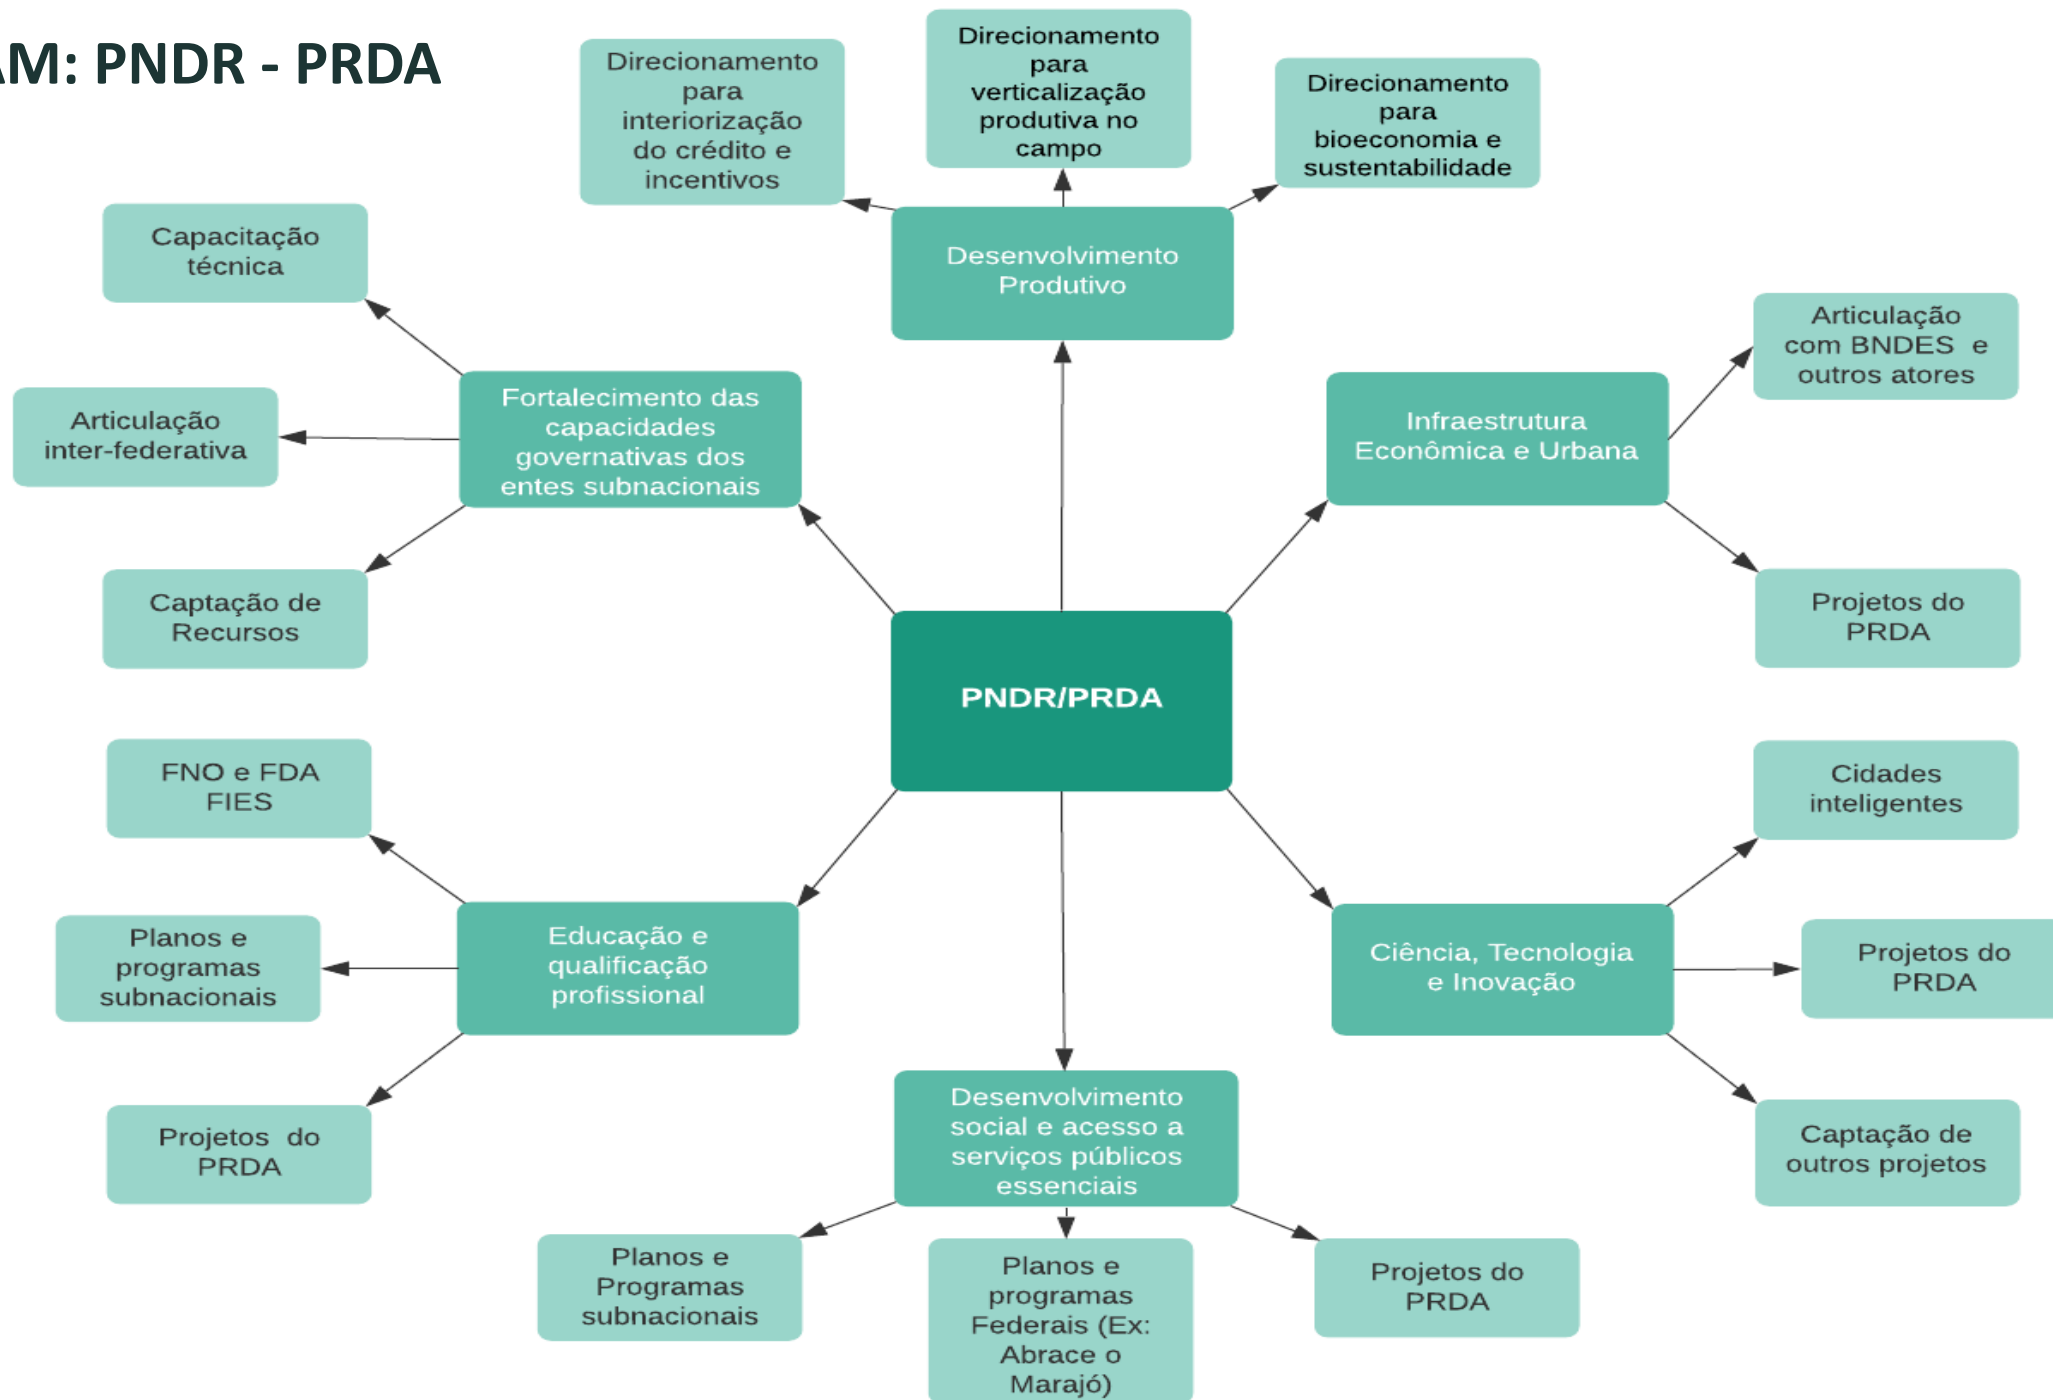 AM: PNDR - PRDA
Direcionamento
para
interiorização
do crédito e
incentivos
Direcionamento
para
verticalização
produtiva no
campo
Direcionamento
para
bioeconomia e
sustentabilidade
Desenvolvimento
Produtivo
Capacitação
técnica
Articulação
inter-federativa
Captação de
Recursos
Fortalecimento das
capacidades
governativas dos
entes subnacionais
Infraestrutura
Econômica e Urbana
Articulação
com BNDES  e
outros atores
Projetos do
PRDA
PNDR/PRDA
FNO e FDA
FIES
Planos e
programas
subnacionais
Projetos  do
PRDA
Educação e
qualificação
profissional
Ciência, Tecnologia
e Inovação
Cidades
inteligentes
Projetos do
PRDA
Captação de
outros projetos
Desenvolvimento
social e acesso a
serviços públicos
essenciais
Planos e
Programas
subnacionais
Planos e
programas
Federais (Ex:
Abrace o
Marajó)
Projetos do
PRDA